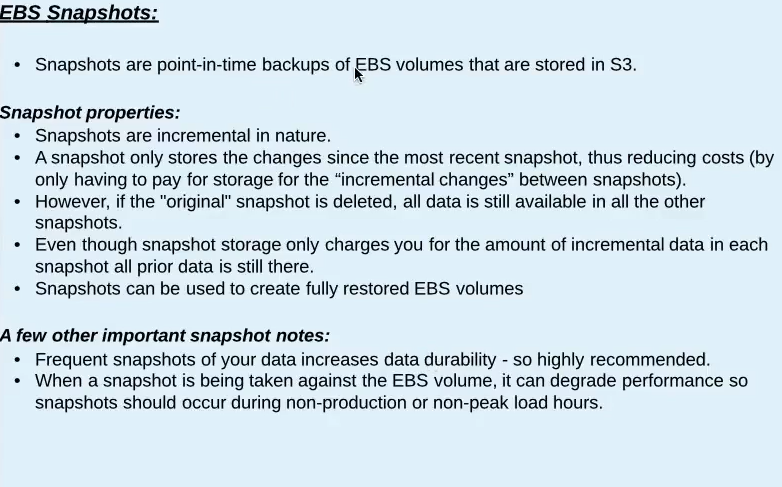 EBS Snapshots:
• Snapshots are point-in-time backups of EBS volumes that are stored in S3.
Snapshot properties:
• Snapshots are incremental in nature.
• A snapshot only stores the changes since the most recent snapshot, thus reducing costs (by
only having to pay for storage for the “incremental changes” between snapshots).
• However, if the "original" snapshot is deleted, all data is still available in all the other
snapshots.
• Even though snapshot storage only charges you for the amount of incremental data in each
snapshot all prior data is still there.
• Snapshots can be used to create fully restored EBS volumes
A few other important snapshot notes:
• Frequent snapshots of your data increases data durability - so highly recommended.
• When a snapshot is being taken against the EBS volume, it can degrade performance so
snapshots should occur during non-production or non-peak load hours.